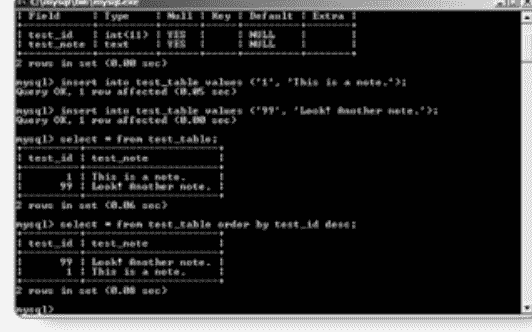 C:\mysql\bin\mysql.exe
| Field | Type | Null | Key | Default | Extra |
| test_id | int(11) | YES | | NULL | |
| test_note | text | YES | | NULL | |
2 rows in set (0.00 sec)
mysql> insert into test_table values ('1', 'This is a note.');
Query OK, 1 row affected (0.05 sec)
mysql> insert into test_table values ('99', 'Look! Another note.');
Query OK, 1 row affected (0.00 sec)
mysql> select * from test_table;
| test_id | test_note |
| 1 | This is a note. |
| 99 | Look! Another note. |
2 rows in set (0.06 sec)
mysql> select * from test_table order by test_id desc;
| test_id | test_note |
| 99 | Look! Another note. |
| 1 | This is a note. |
2 rows in set (0.08 sec)
mysql>